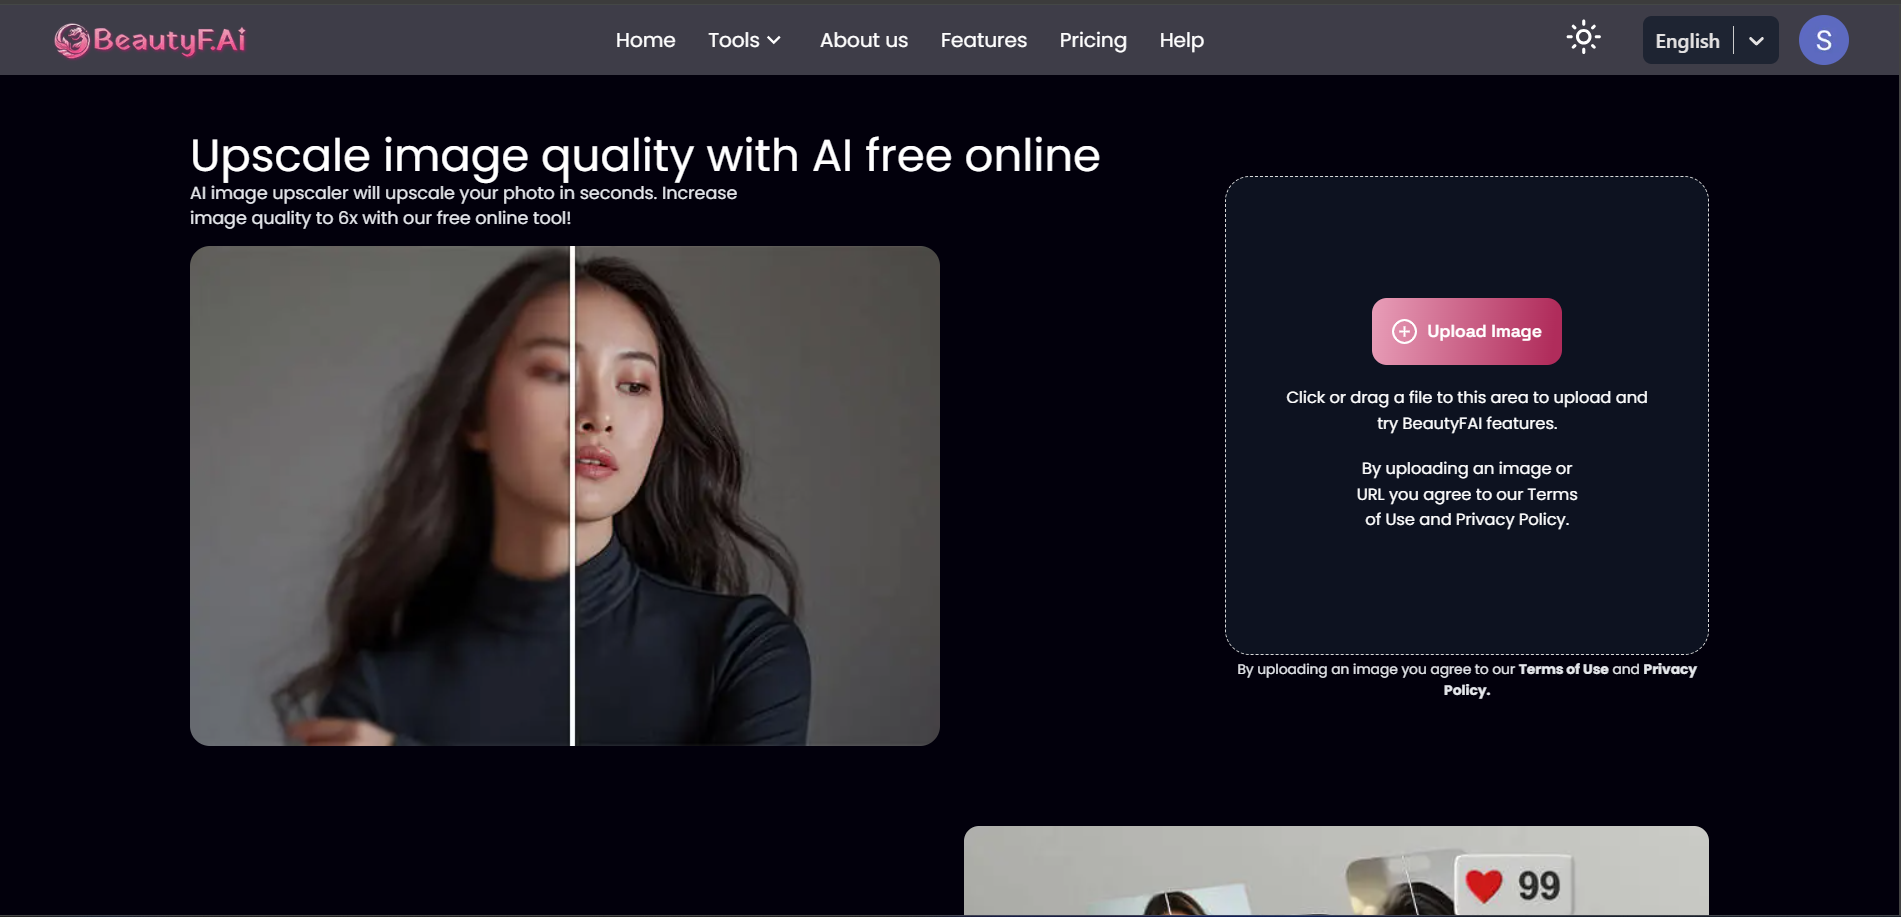 BeautyF.Ai
Home
Tools
About us
Features
Pricing
Help
English
S
Upscale image quality with AI free online
AI image upscaler will upscale your photo in seconds. Increase
image quality to 6x with our free online tool!
Upload Image
Click or drag a file to this area to upload and
try BeautyFAI features.
By uploading an image or
URL you agree to our Terms
of Use and Privacy Policy.
By uploading an image you agree to our Terms of Use and Privacy
Policy.
99